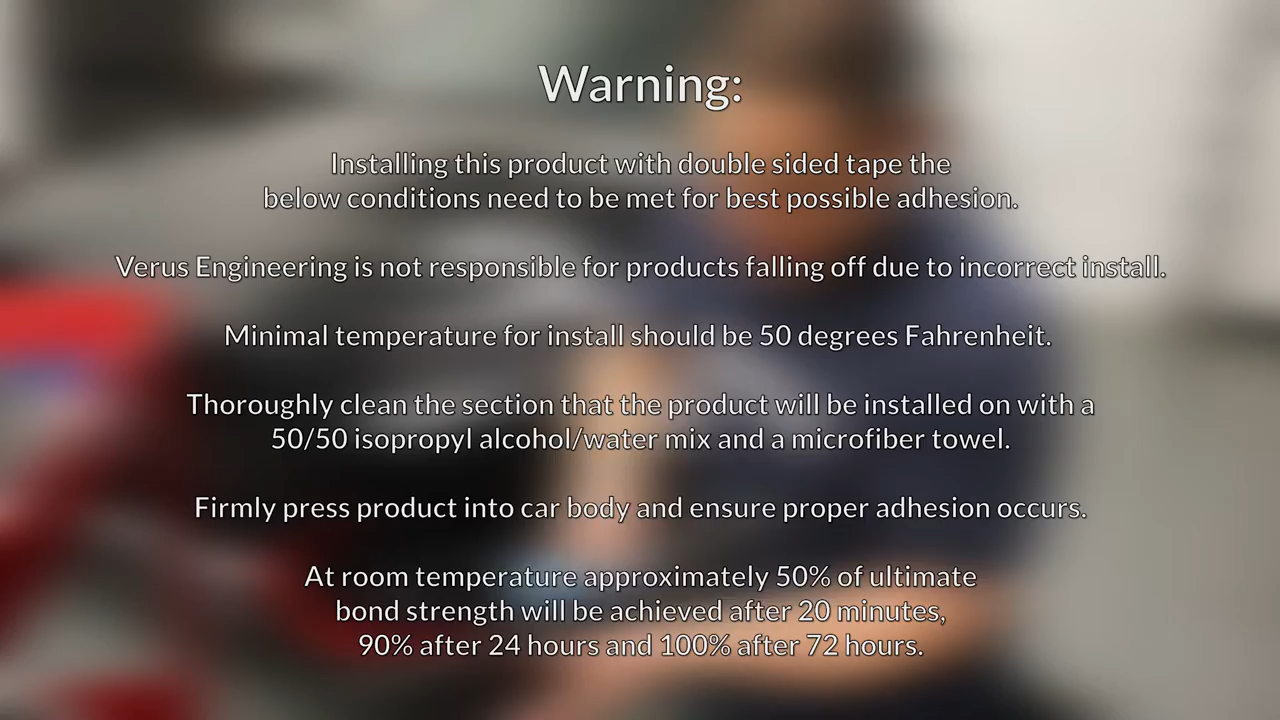 Warning:
Installing this product with double sided tape the
below conditions need to be met for best possible adhesion.
Verus Engineering is not responsible for products falling off due to incorrect install.
Minimal temperature for install should be 50 degrees Fahrenheit.
Thoroughly clean the section that the product will be installed on with a
50/50 isopropyl alcohol/water mix and a microfiber towel.
Firmly press product into car body and ensure proper adhesion occurs.
At room temperature approximately 50% of ultimate
bond strength will be achieved after 20 minutes,
90% after 24 hours and 100% after 72 hours.